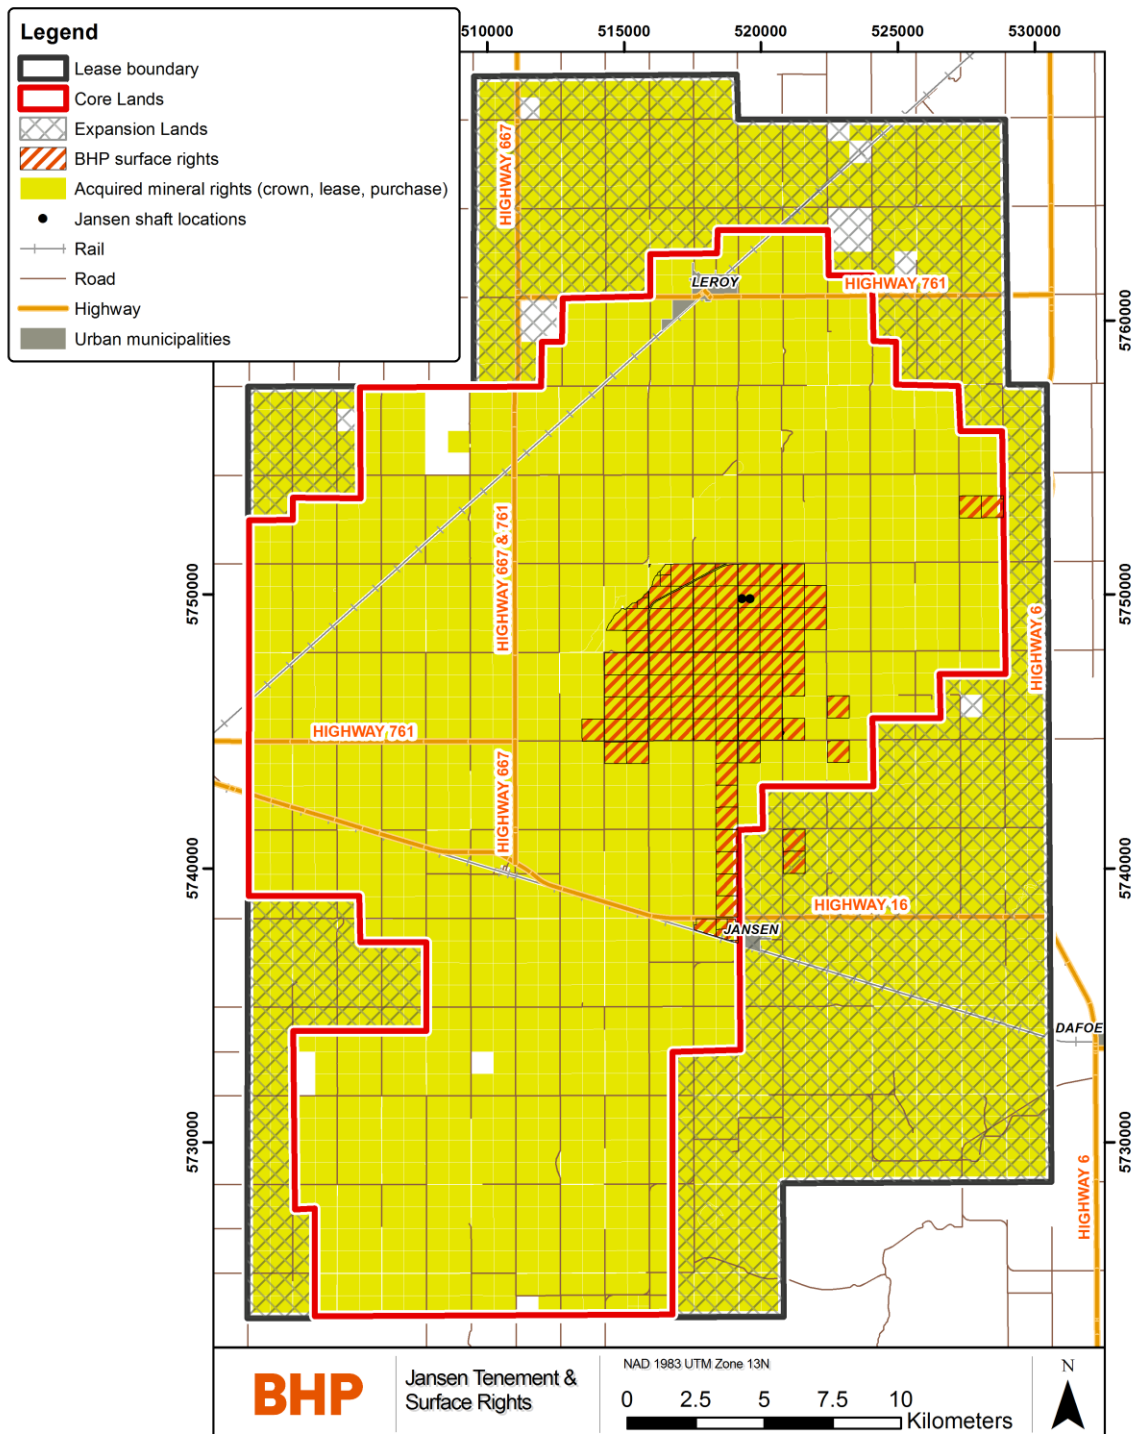 Legend
Lease boundary
Core Lands
Expansion Lands
BHP surface rights
Acquired mineral rights (crown, lease, purchase)
Jansen shaft locations
Rail
Road
Highway
Urban municipalities
510000
515000
520000
525000
530000
HIGHWAY 667
LEROY
HIGHWAY 761
5760000
HIGHWAY 667 & 761
5750000
5750000
HIGHWAY 6
HIGHWAY 761
HIGHWAY 667
5740000
5740000
HIGHWAY 16
JANSEN
DAFOE
5730000
5730000
HIGHWAY 6
BHP
Jansen Tenement &
Surface Rights
NAD 1983 UTM Zone 13N
0 2.5 5 7.5 10
Kilometers
N